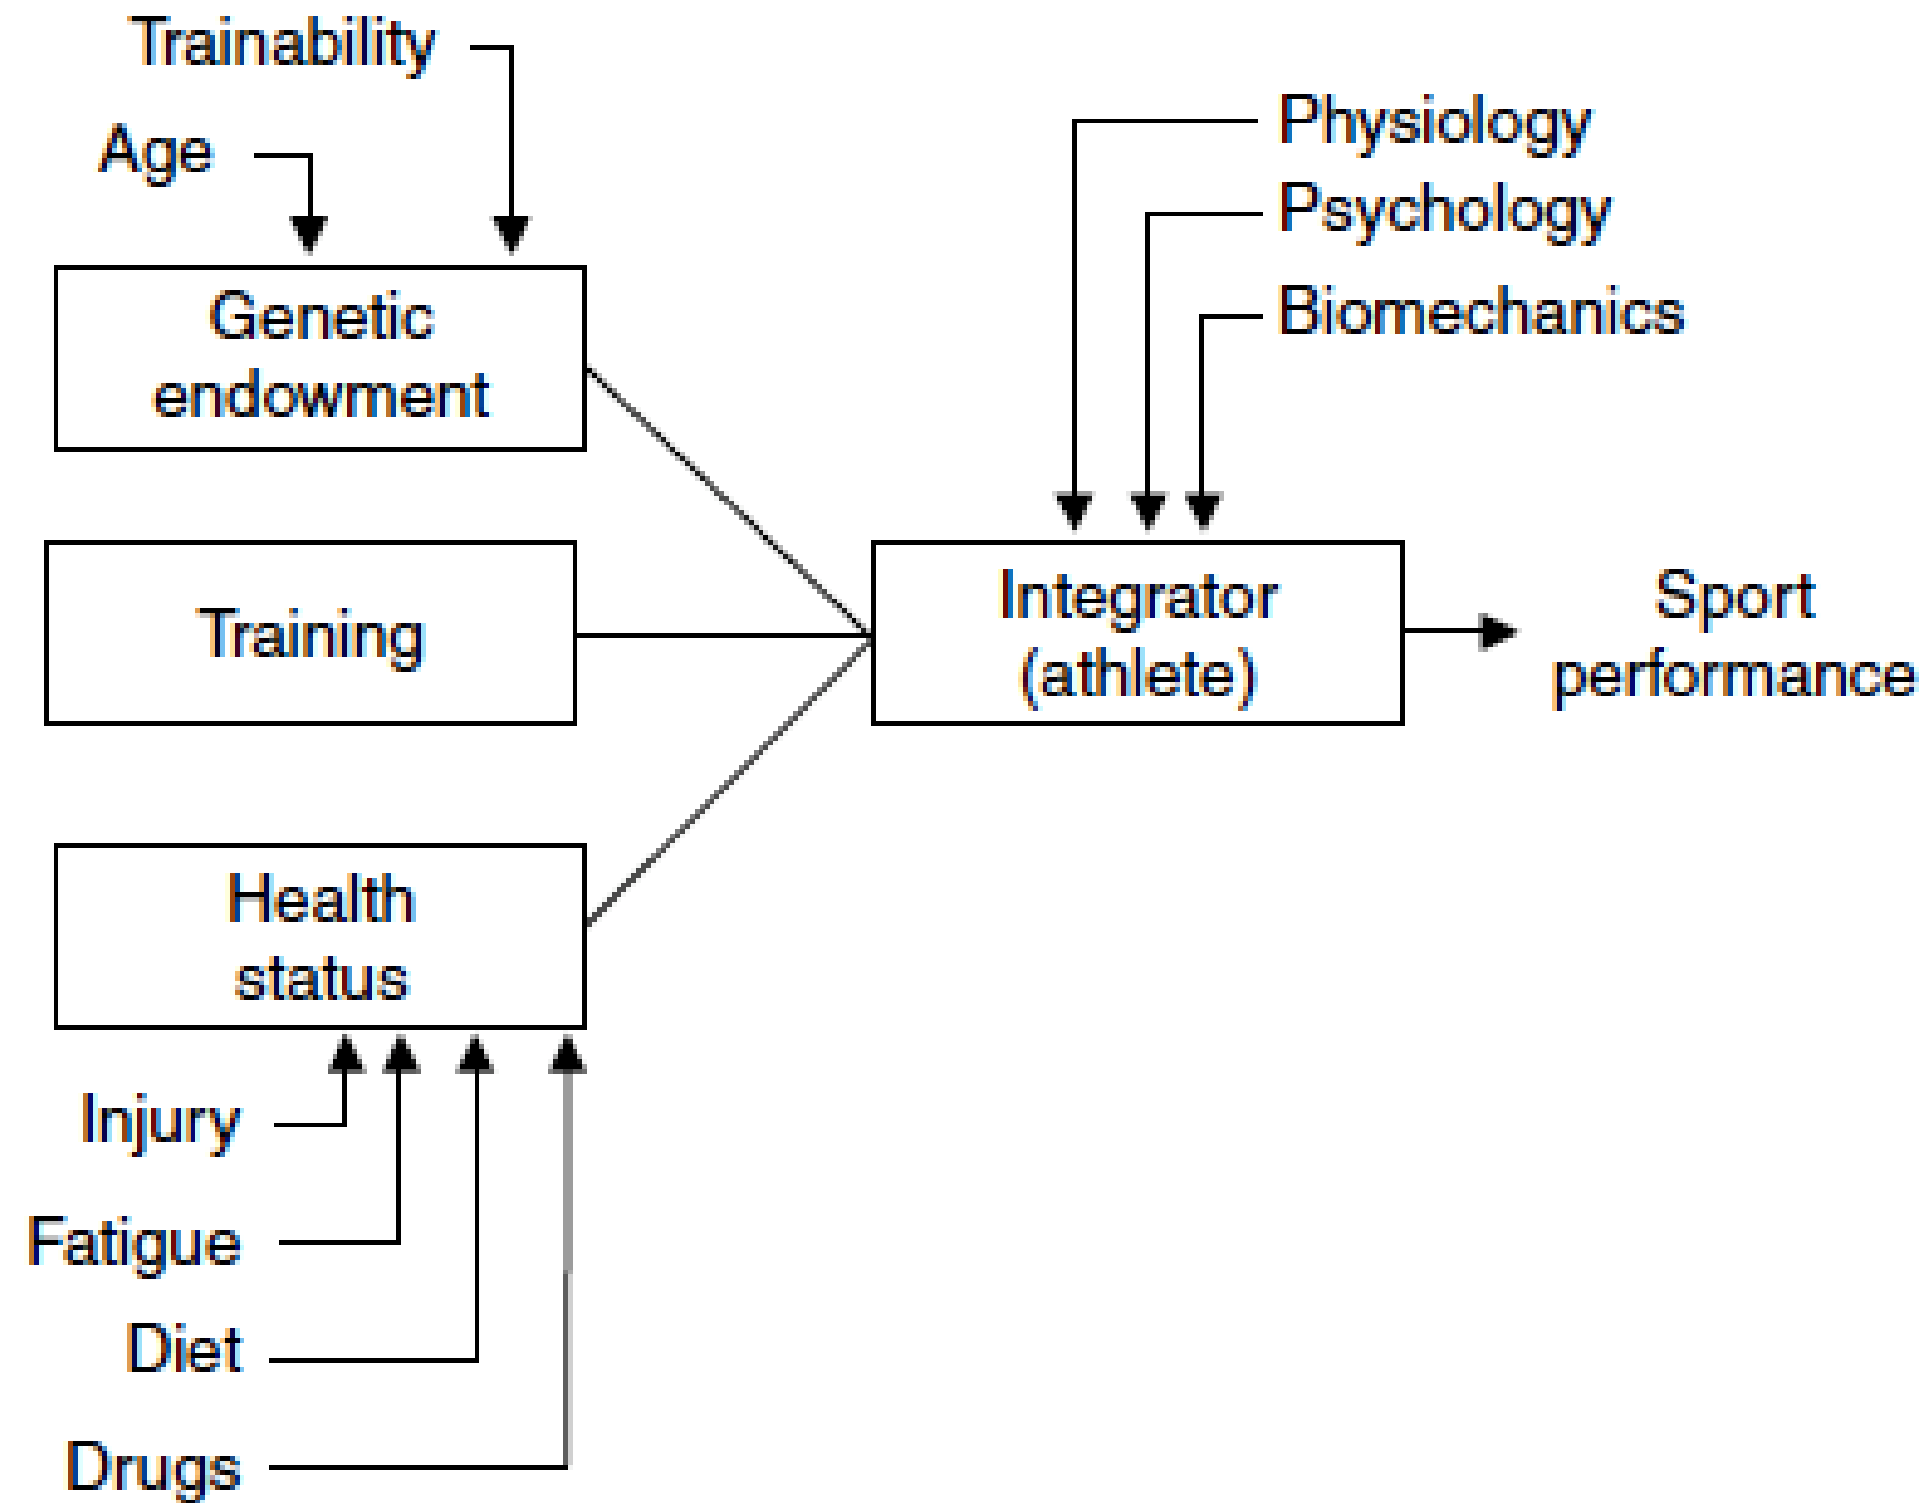 Trainability
Age
Genetic
endowment
Training
Health
status
Injury
Fatigue
Diet
Drugs
Physiology
Psychology
Biomechanics
Integrator
(athlete)
Sport
performance